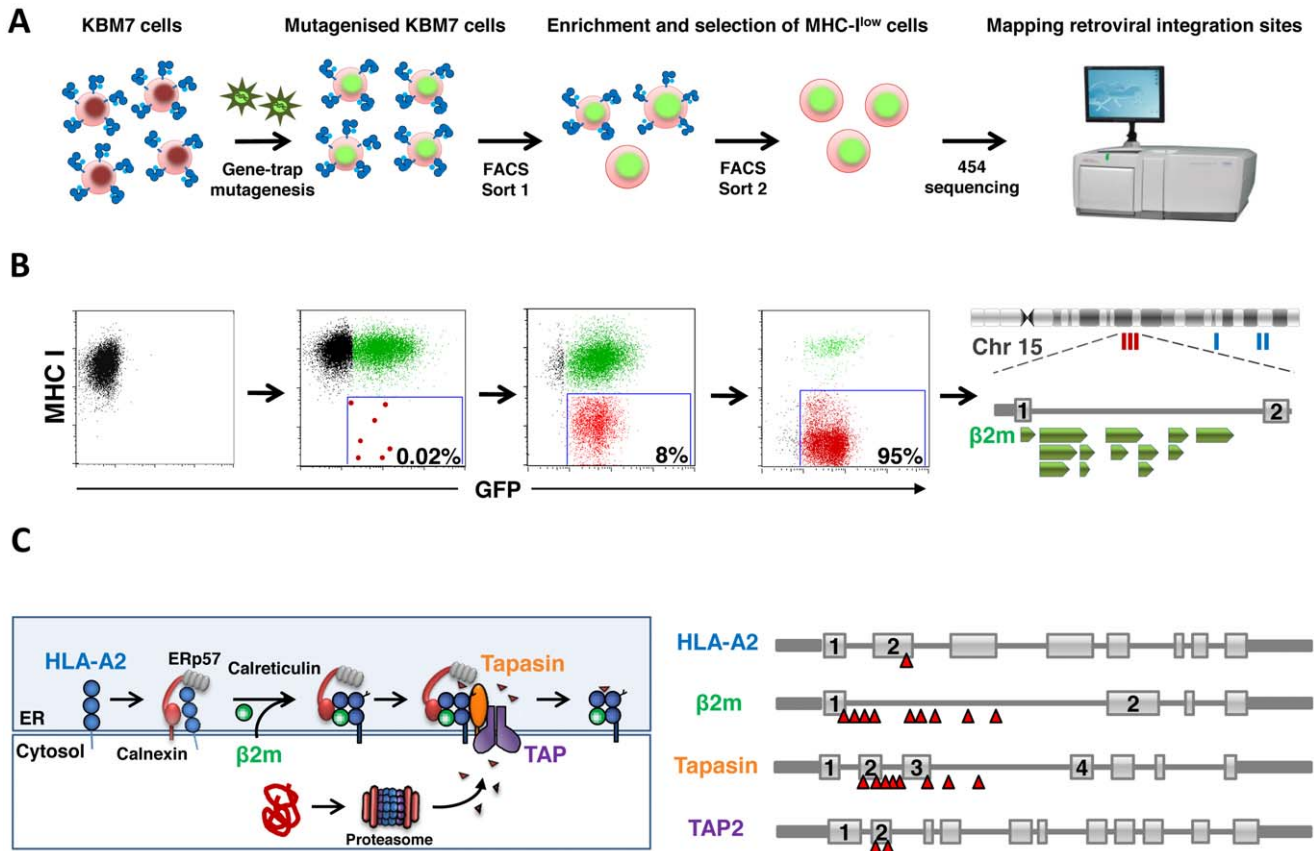 A
KBM7 cells
Mutagenised KBM7 cells
Enrichment and selection of MHC-Ilow cells
Mapping retroviral integration sites
Gene-trap
mutagenesis
FACS
Sort 1
FACS
Sort 2
454
sequencing
B
MHC I
0.02%
8%
95%
GFP
Chr 15
1
2
β2m
C
HLA-A2
ERp57
Calreticulin
Tapasin
ER
Cytosol
Calnexin
β2m
TAP
Proteasome
HLA-A2
1
2
β2m
1
2
Tapasin
1
2
3
4
TAP2
1
2